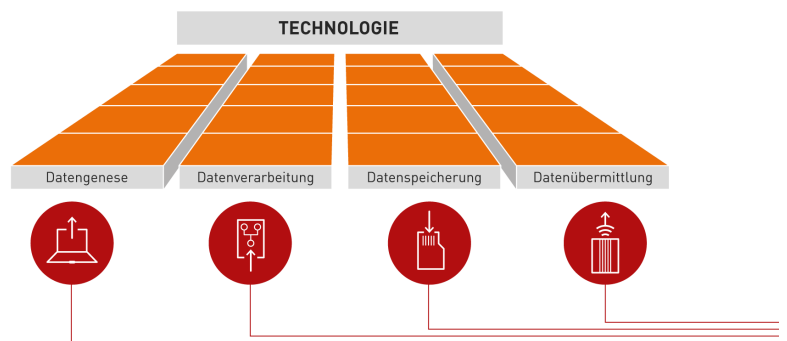 TECHNOLOGIE
Datengenese
Datenverarbeitung
Datenspeicherung
Datenübermittlung